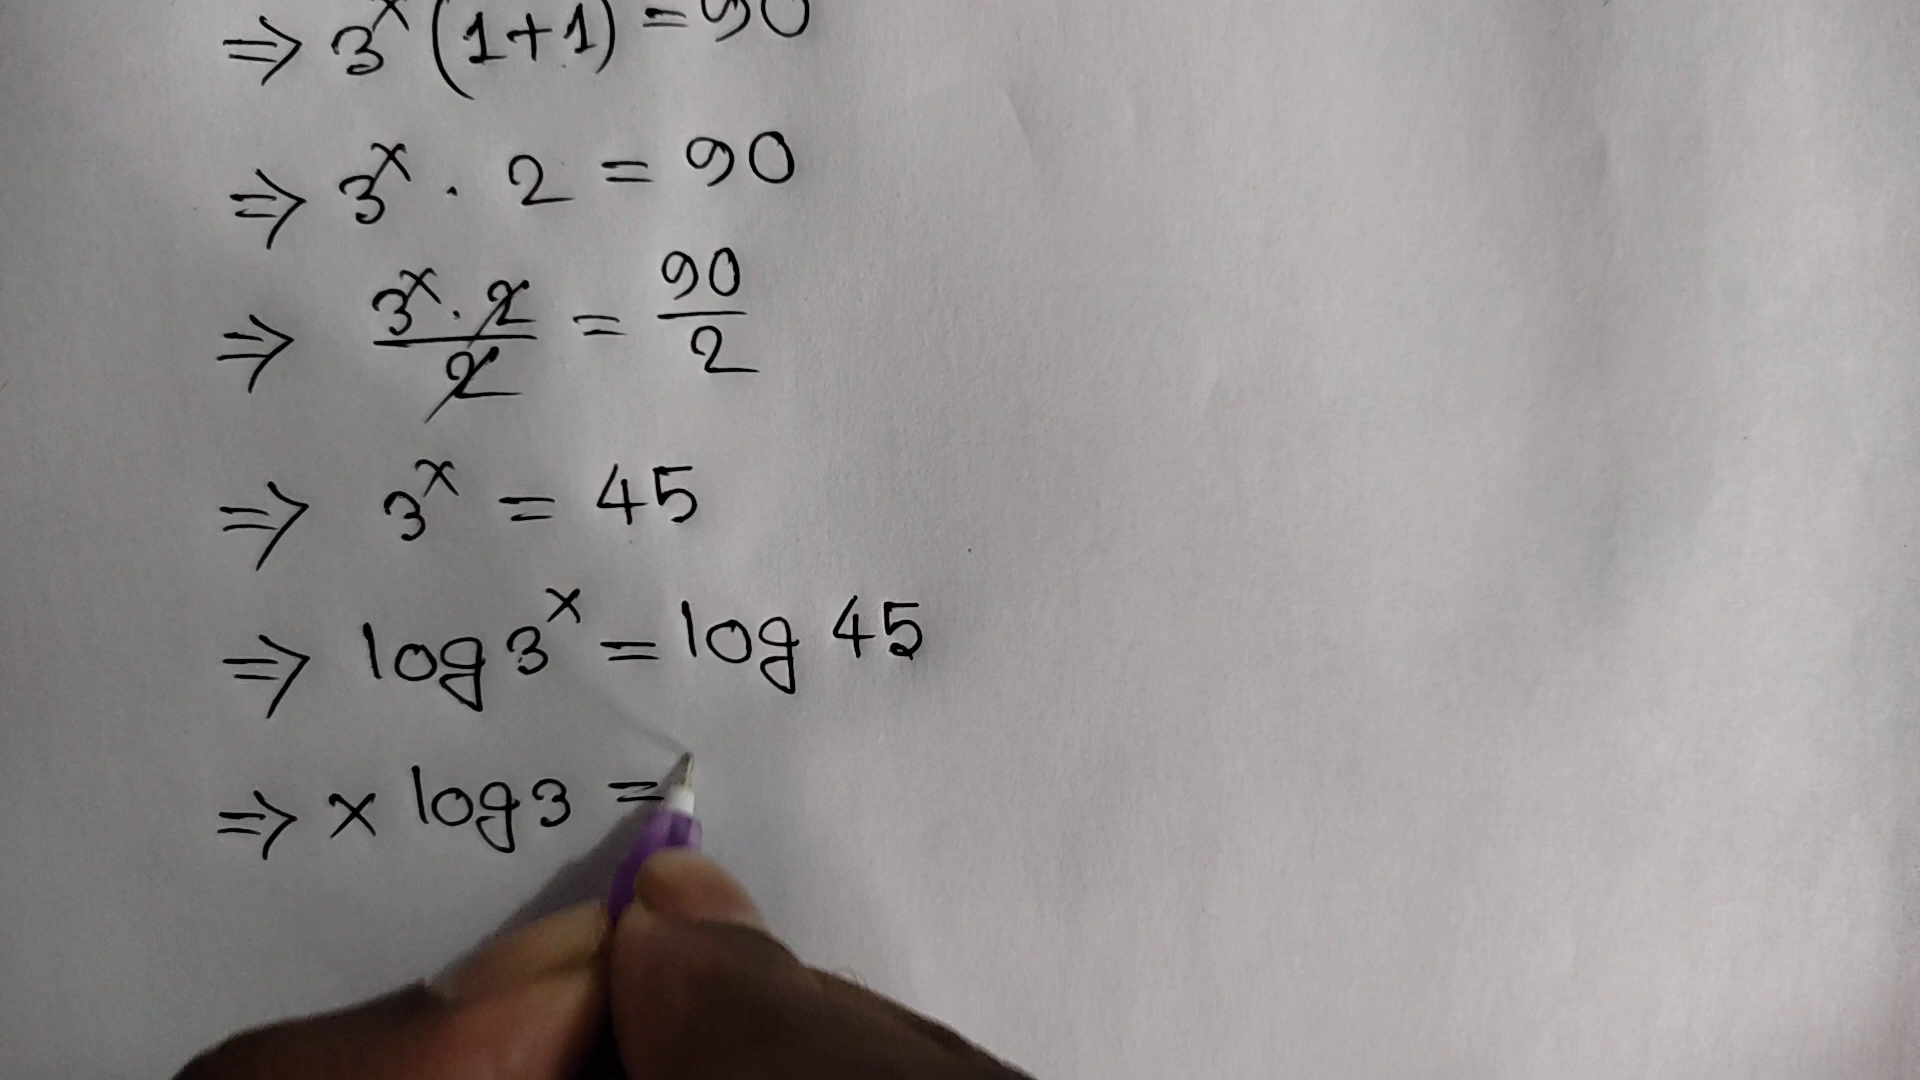 ⇒ 3^x (1+1) = 90
⇒ 3^x · 2 = 90
⇒ (3^x · 2)/2 = 90/2
⇒ 3^x = 45
⇒ log 3^x = log 45
⇒ x log 3 =